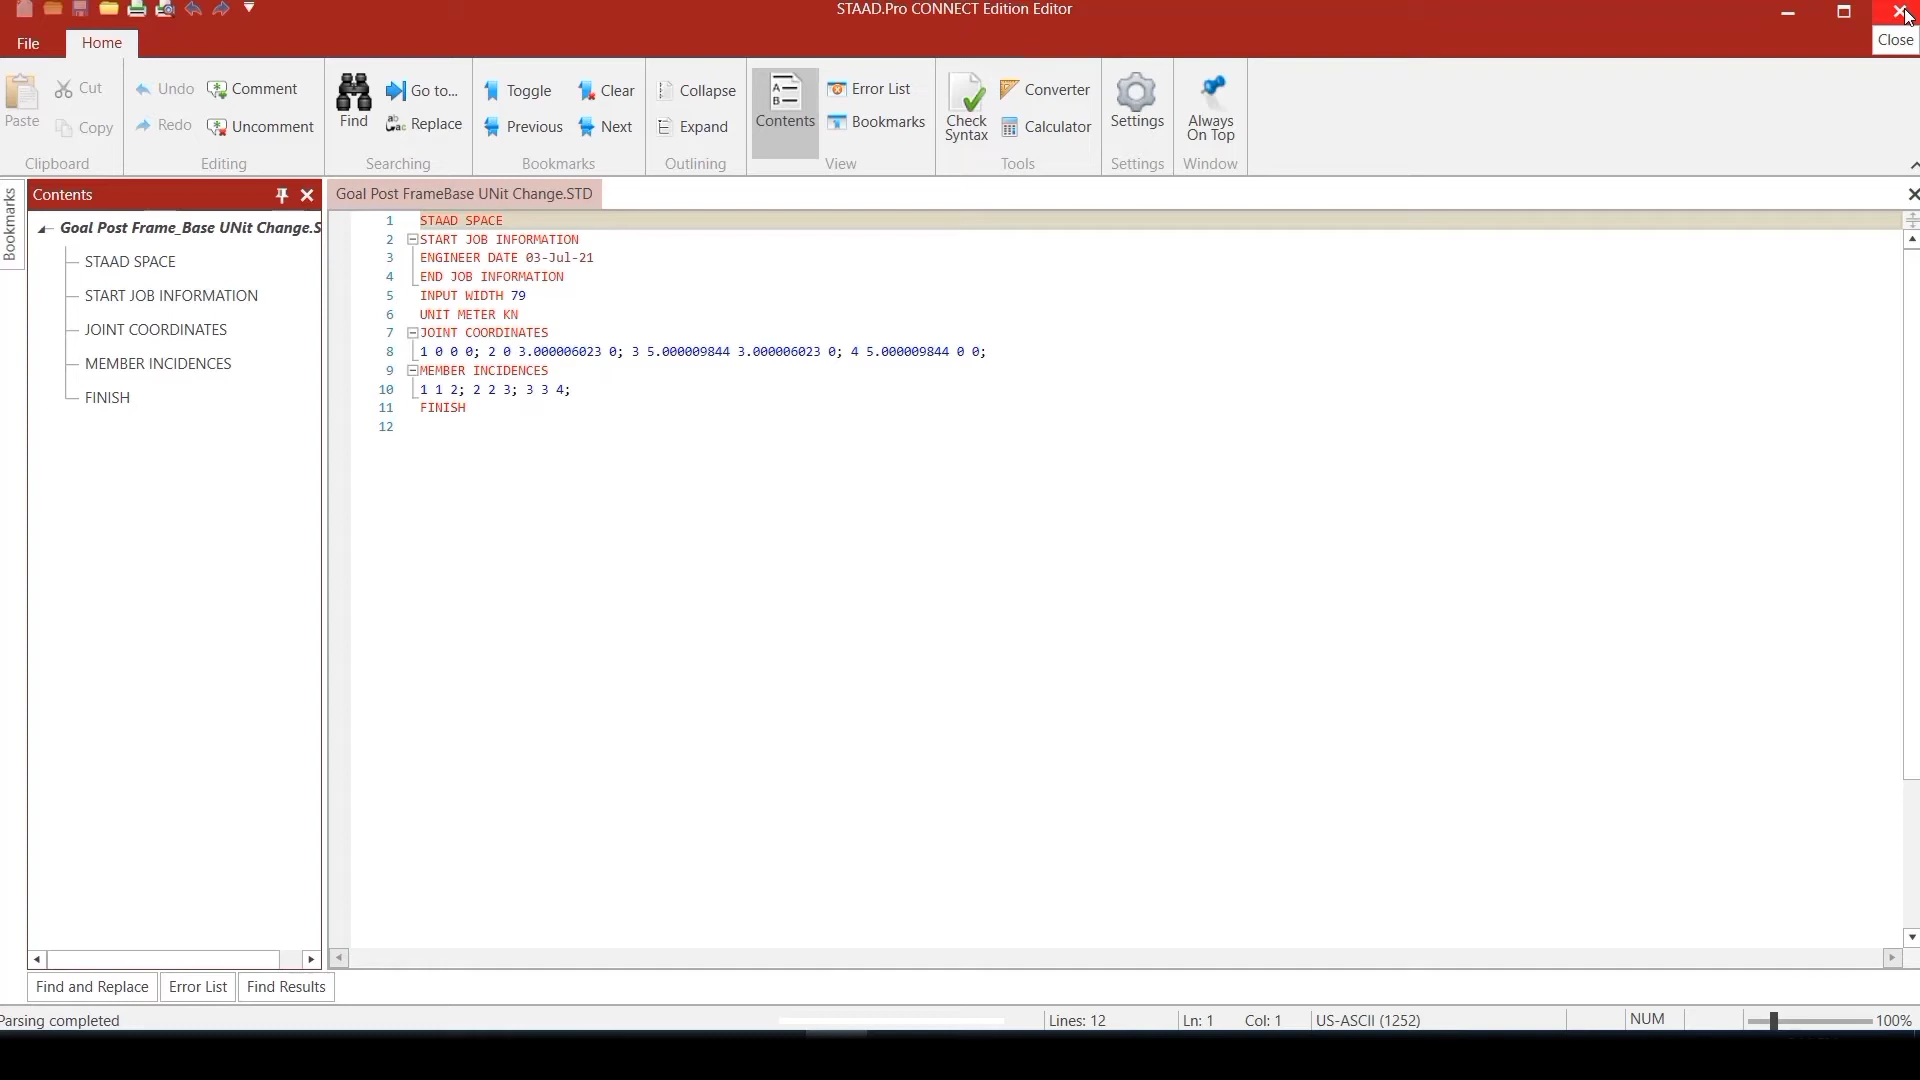 STAAD.Pro CONNECT Edition Editor
Close
File
Home
Paste
Cut
Copy
Clipboard
Undo
Redo
Comment
Uncomment
Editing
Find
Go to...
Replace
Searching
Toggle
Previous
Clear
Next
Bookmarks
Collapse
Expand
Outlining
Contents
Error List
Bookmarks
View
Check
Syntax
Converter
Calculator
Tools
Settings
Settings
Always
On Top
Window
Bookmarks
Contents
Goal Post Frame_Base UNit Change.S
STAAD SPACE
START JOB INFORMATION
JOINT COORDINATES
MEMBER INCIDENCES
FINISH
Goal Post FrameBase UNit Change.STD
1 STAAD SPACE
2 START JOB INFORMATION
3 ENGINEER DATE 03-Jul-21
4 END JOB INFORMATION
5 INPUT WIDTH 79
6 UNIT METER KN
7 JOINT COORDINATES
8 1 0 0 0; 2 0 3.000006023 0; 3 5.000009844 3.000006023 0; 4 5.000009844 0 0;
9 MEMBER INCIDENCES
10 1 1 2; 2 2 3; 3 3 4;
11 FINISH
12
Find and Replace
Error List
Find Results
Parsing completed
Lines: 12
Ln: 1
Col: 1
US-ASCII (1252)
NUM
100%